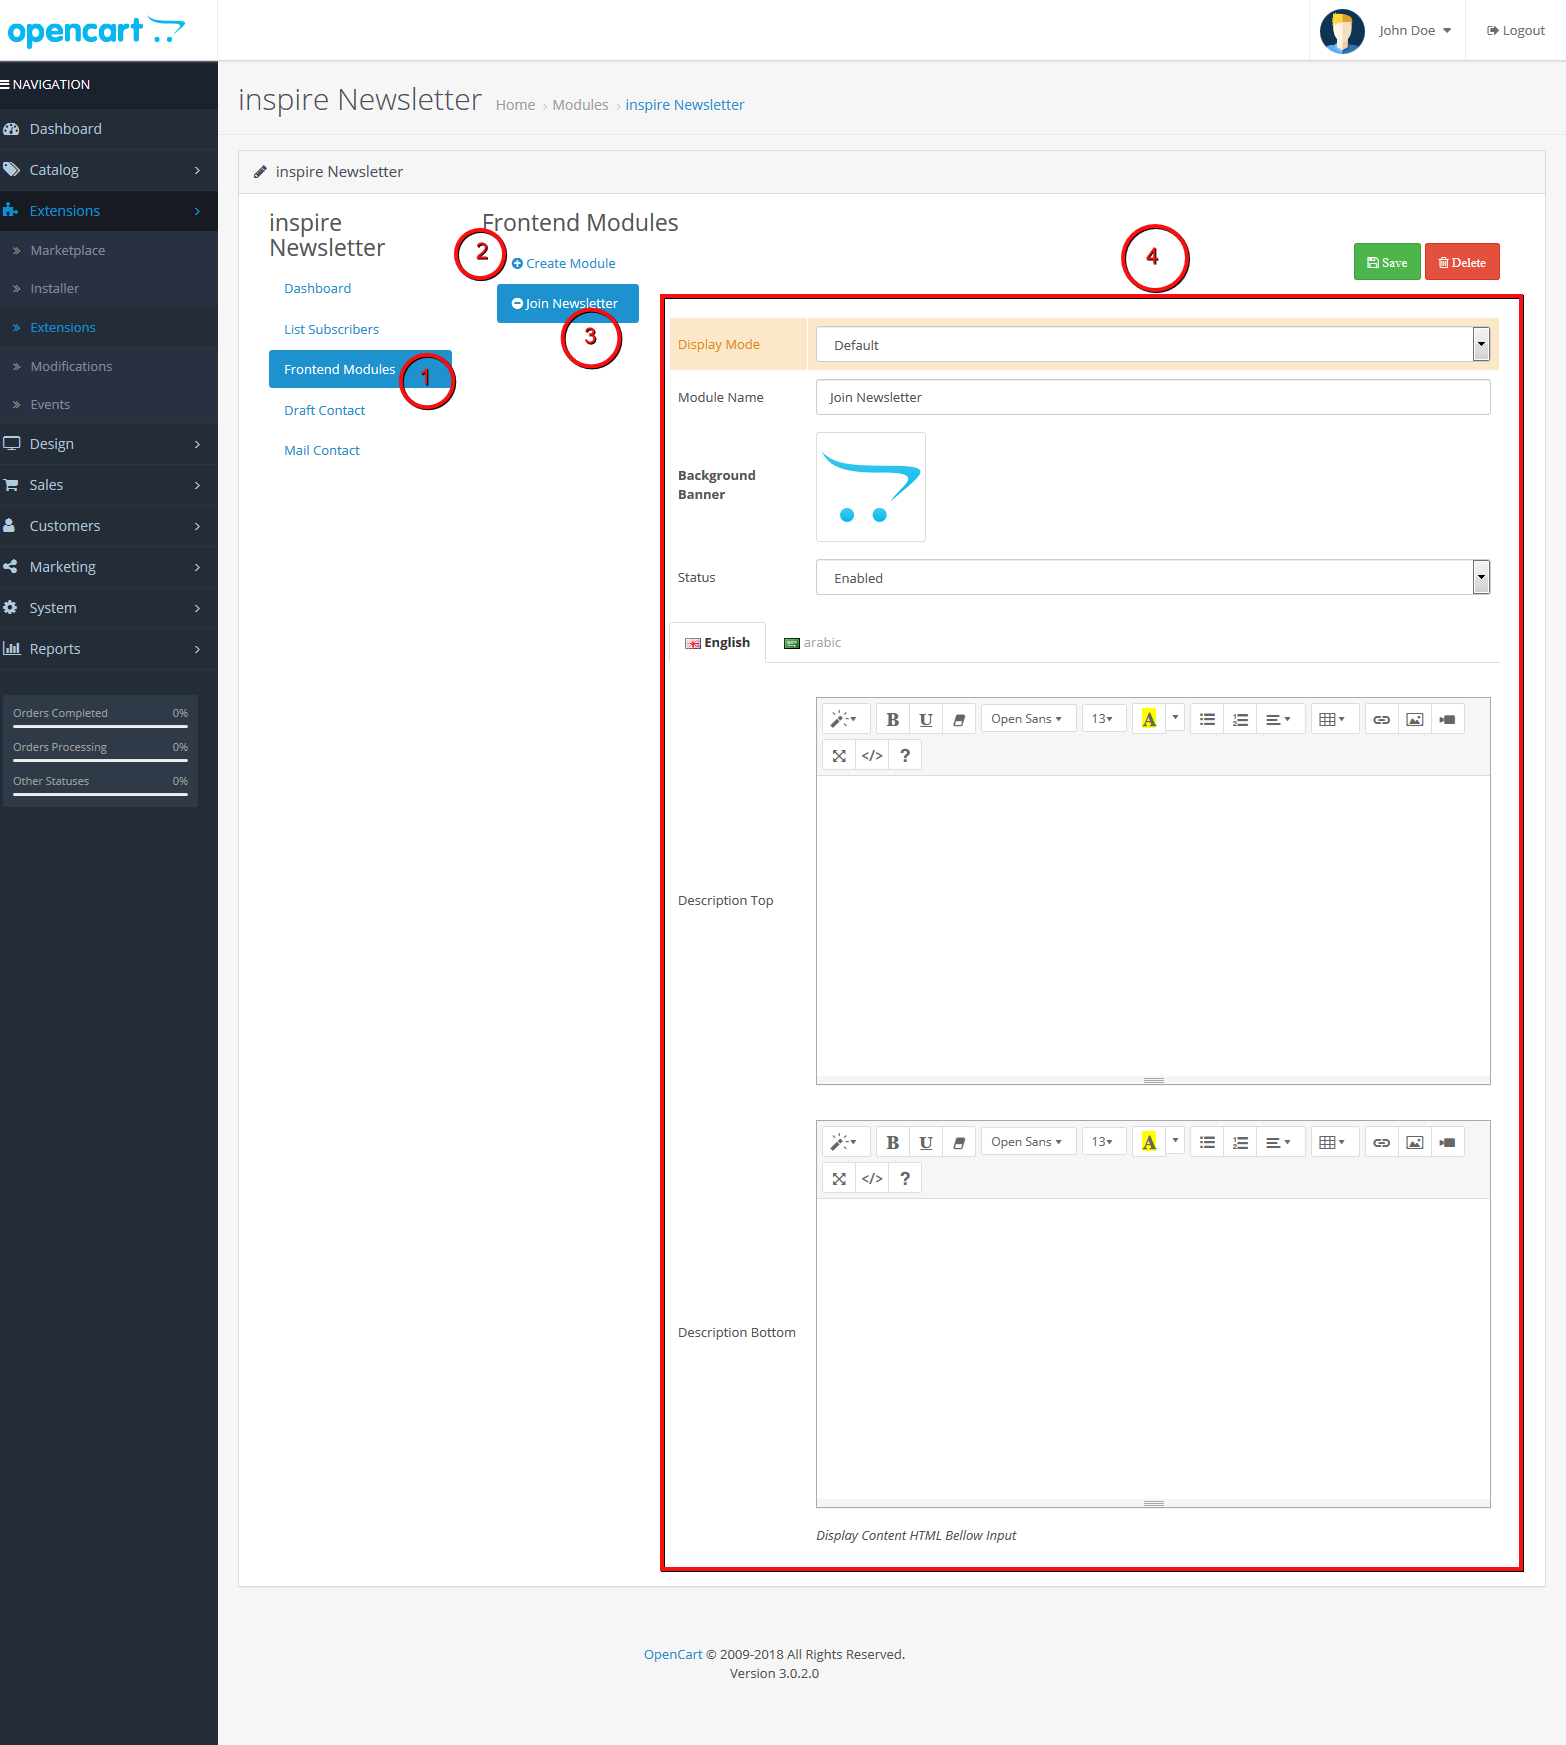 opencart
John Doe
Logout
NAVIGATION
Dashboard
Catalog
Extensions
Marketplace
Installer
Extensions
Modifications
Events
Design
Sales
Customers
Marketing
System
Reports
Orders Completed 0%
Orders Processing 0%
Other Statuses 0%
inspire Newsletter
Home › Modules › inspire Newsletter
inspire Newsletter
inspire
Newsletter
Dashboard
List Subscribers
Frontend Modules
1
Draft Contact
Mail Contact
Frontend Modules
2
Create Module
Join Newsletter
3
4
Save
Delete
Display Mode
Default
Module Name
Join Newsletter
Background
Banner
Status
Enabled
English
arabic
Description Top
B U Open Sans 13 A
</> ?
Description Bottom
B U Open Sans 13 A
</> ?
Display Content HTML Bellow Input
OpenCart © 2009-2018 All Rights Reserved.
Version 3.0.2.0